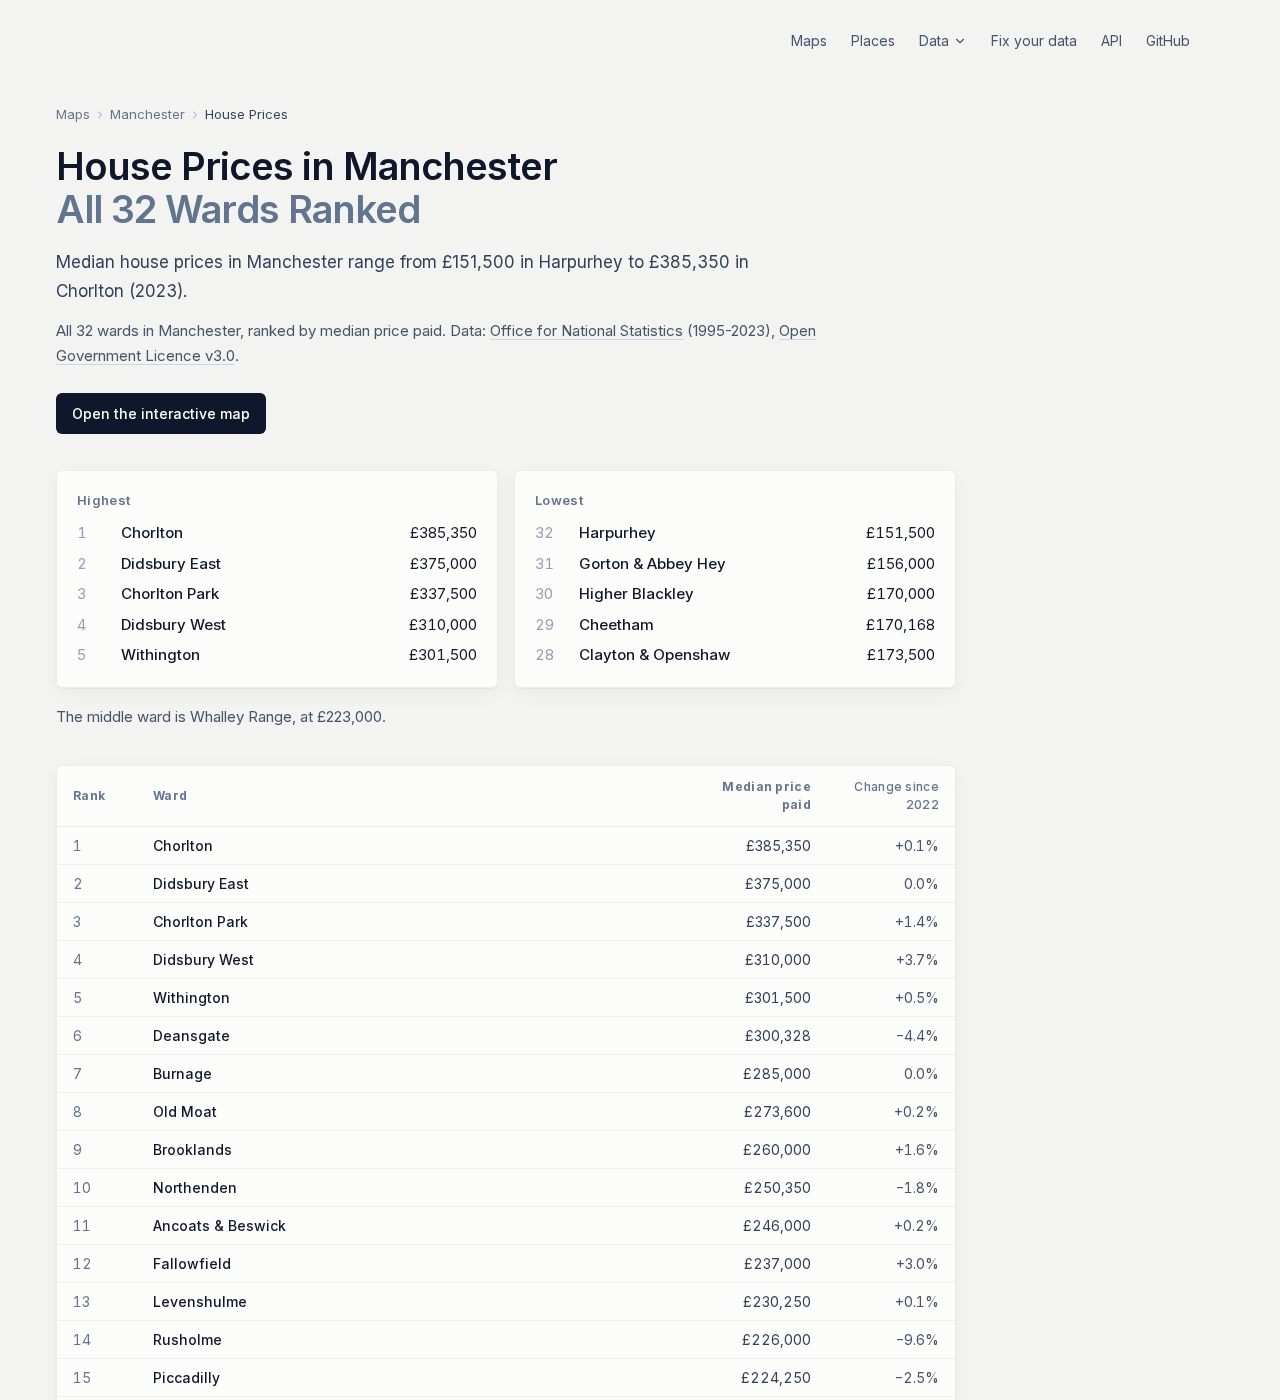 Maps Places Data Fix your data API GitHub
Maps › Manchester › House Prices
House Prices in Manchester
All 32 Wards Ranked
Median house prices in Manchester range from £151,500 in Harpurhey to £385,350 in
Chorlton (2023).
All 32 wards in Manchester, ranked by median price paid. Data: Office for National Statistics (1995-2023), Open
Government Licence v3.0.
Open the interactive map
Highest
1 Chorlton £385,350
2 Didsbury East £375,000
3 Chorlton Park £337,500
4 Didsbury West £310,000
5 Withington £301,500
Lowest
32 Harpurhey £151,500
31 Gorton & Abbey Hey £156,000
30 Higher Blackley £170,000
29 Cheetham £170,168
28 Clayton & Openshaw £173,500
The middle ward is Whalley Range, at £223,000.
Rank Ward Median price paid Change since 2022
1 Chorlton £385,350 +0.1%
2 Didsbury East £375,000 0.0%
3 Chorlton Park £337,500 +1.4%
4 Didsbury West £310,000 +3.7%
5 Withington £301,500 +0.5%
6 Deansgate £300,328 −4.4%
7 Burnage £285,000 0.0%
8 Old Moat £273,600 +0.2%
9 Brooklands £260,000 +1.6%
10 Northenden £250,350 −1.8%
11 Ancoats & Beswick £246,000 +0.2%
12 Fallowfield £237,000 +3.0%
13 Levenshulme £230,250 +0.1%
14 Rusholme £226,000 −9.6%
15 Piccadilly £224,250 −2.5%